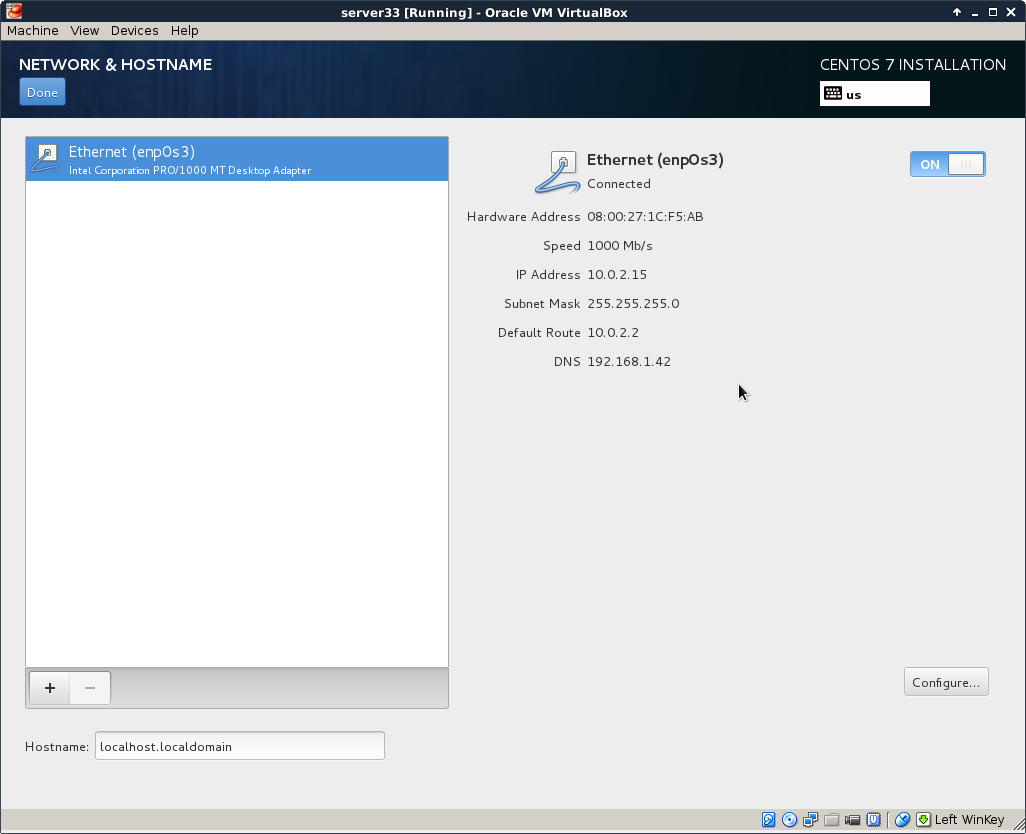 server33 [Running] - Oracle VM VirtualBox
Machine View Devices Help
NETWORK & HOSTNAME
CENTOS 7 INSTALLATION
Done
us
Ethernet (enp0s3)
Intel Corporation PRO/1000 MT Desktop Adapter
Ethernet (enp0s3)
Connected
ON
Hardware Address 08:00:27:1C:F5:AB
Speed 1000 Mb/s
IP Address 10.0.2.15
Subnet Mask 255.255.255.0
Default Route 10.0.2.2
DNS 192.168.1.42
+ −
Configure...
Hostname: localhost.localdomain
Left WinKey